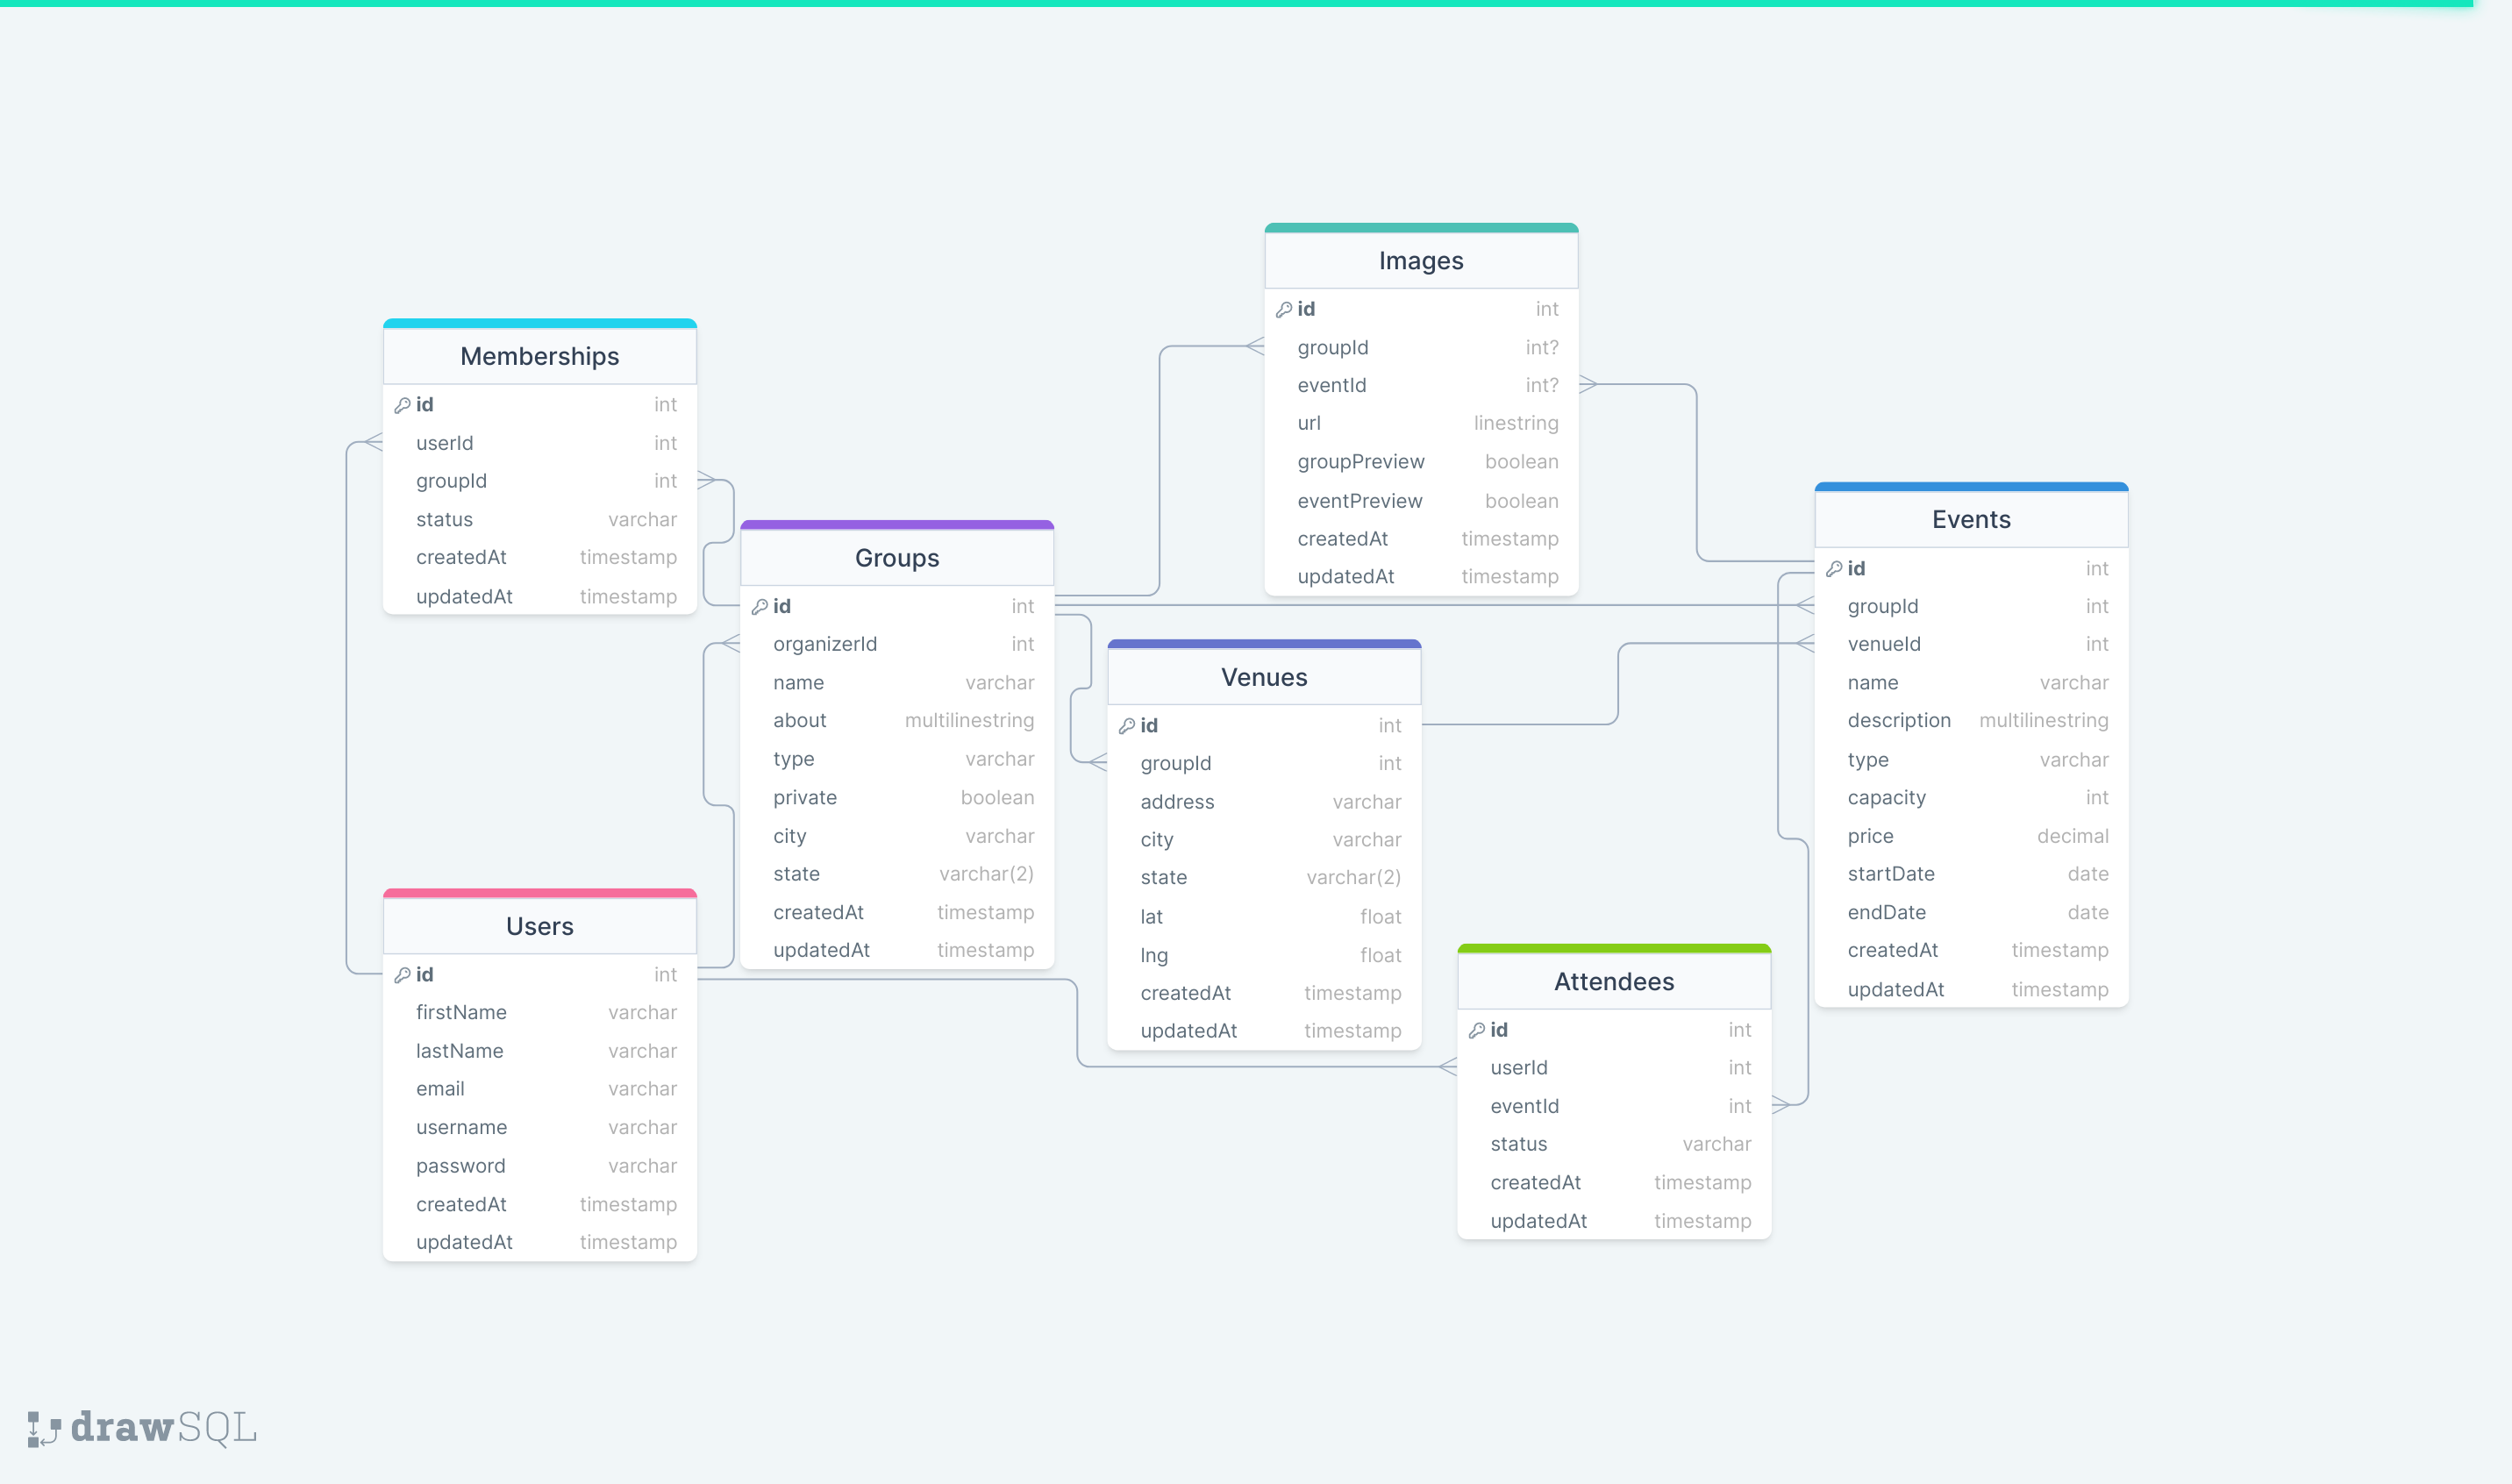 Memberships
id int
userId int
groupId int
status varchar
createdAt timestamp
updatedAt timestamp
Users
id int
firstName varchar
lastName varchar
email varchar
username varchar
password varchar
createdAt timestamp
updatedAt timestamp
Groups
id int
organizerId int
name varchar
about multilinestring
type varchar
private boolean
city varchar
state varchar(2)
createdAt timestamp
updatedAt timestamp
Images
id int
groupId int?
eventId int?
url linestring
groupPreview boolean
eventPreview boolean
createdAt timestamp
updatedAt timestamp
Venues
id int
groupId int
address varchar
city varchar
state varchar(2)
lat float
lng float
createdAt timestamp
updatedAt timestamp
Attendees
id int
userId int
eventId int
status varchar
createdAt timestamp
updatedAt timestamp
Events
id int
groupId int
venueId int
name varchar
description multilinestring
type varchar
capacity int
price decimal
startDate date
endDate date
createdAt timestamp
updatedAt timestamp
drawSQL